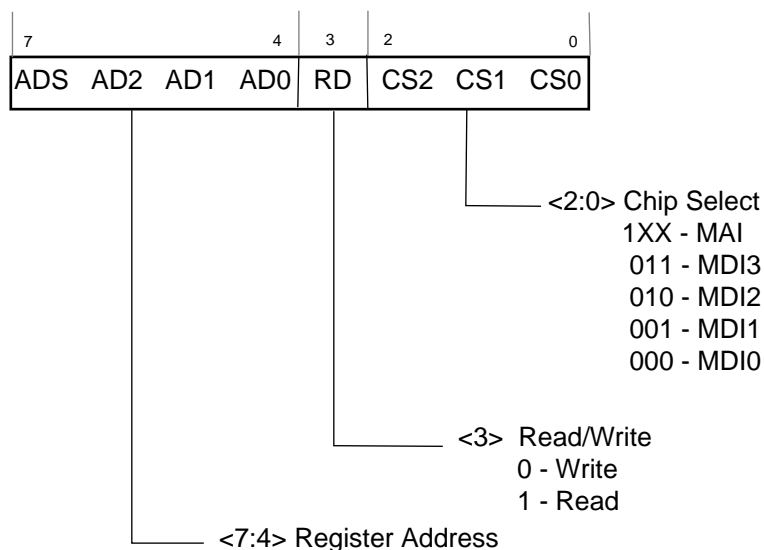 7 4 3 2 0
ADS AD2 AD1 AD0 RD CS2 CS1 CS0
<2:0> Chip Select
1XX - MAI
011 - MDI3
010 - MDI2
001 - MDI1
000 - MDI0
<3> Read/Write
0 - Write
1 - Read
<7:4> Register Address